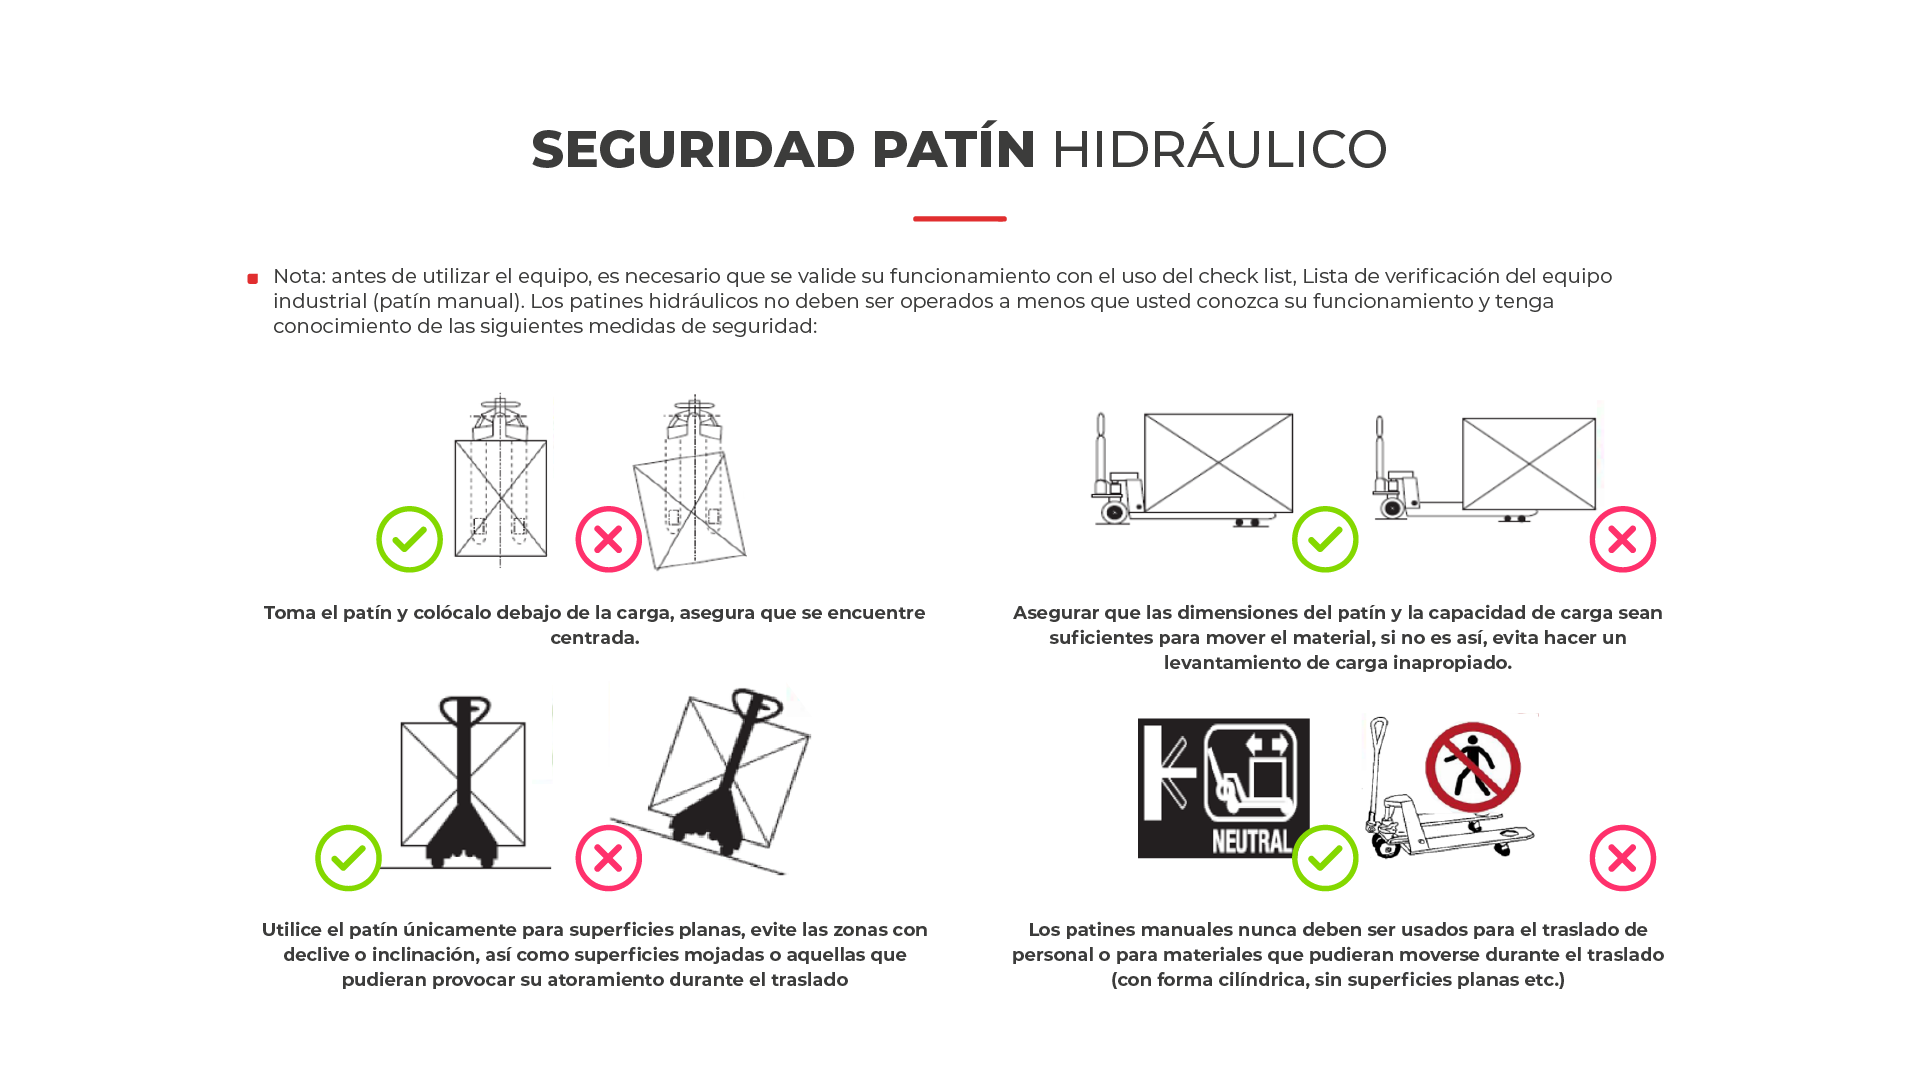 SEGURIDAD PATÍN HIDRÁULICO
Nota: antes de utilizar el equipo, es necesario que se valide su funcionamiento con el uso del check list, Lista de verificación del equipo
industrial (patín manual). Los patines hidráulicos no deben ser operados a menos que usted conozca su funcionamiento y tenga
conocimiento de las siguientes medidas de seguridad:
Toma el patín y colócalo debajo de la carga, asegura que se encuentre
centrada.
Asegurar que las dimensiones del patín y la capacidad de carga sean
suficientes para mover el material, si no es así, evita hacer un
levantamiento de carga inapropiado.
NEUTRAL
Utilice el patín únicamente para superficies planas, evite las zonas con
declive o inclinación, así como superficies mojadas o aquellas que
pudieran provocar su atoramiento durante el traslado
Los patines manuales nunca deben ser usados para el traslado de
personal o para materiales que pudieran moverse durante el traslado
(con forma cilíndrica, sin superficies planas etc.)